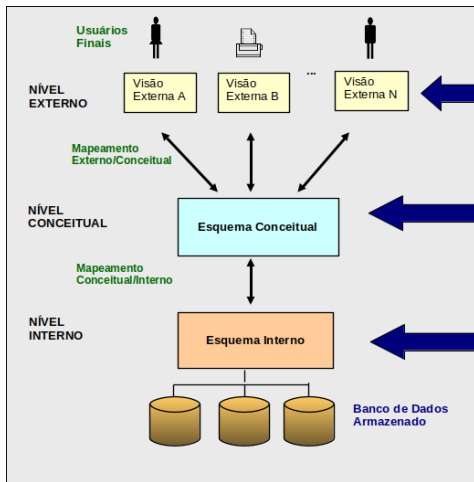 Usuários
Finais
NÍVEL
EXTERNO
Visão
Externa A
Visão
Externa B
...
Visão
Externa N
Mapeamento
Externo/Conceitual
NÍVEL
CONCEITUAL
Esquema Conceitual
Mapeamento
Conceitual/Interno
NÍVEL
INTERNO
Esquema Interno
Banco de Dados
Armazenado